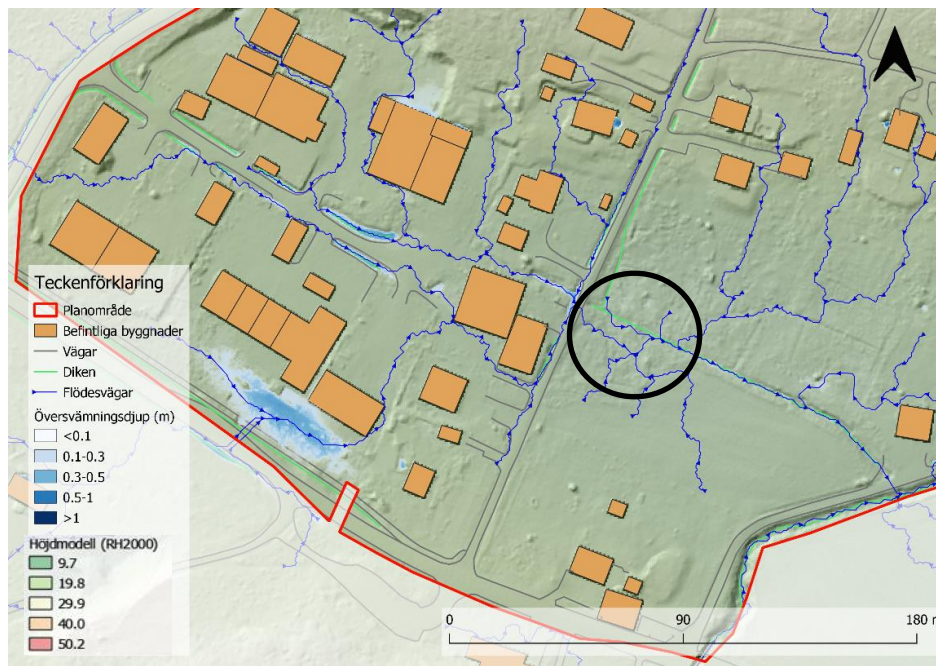 Teckenförklaring
Planområde
Befintliga byggnader
Vägar
Diken
Flödesvägar
Översvämningsdjup (m)
<0.1
0.1-0.3
0.3-0.5
0.5-1
>1
Höjdmodell (RH2000)
9.7
19.8
29.9
40.0
50.2
0 90 180 m